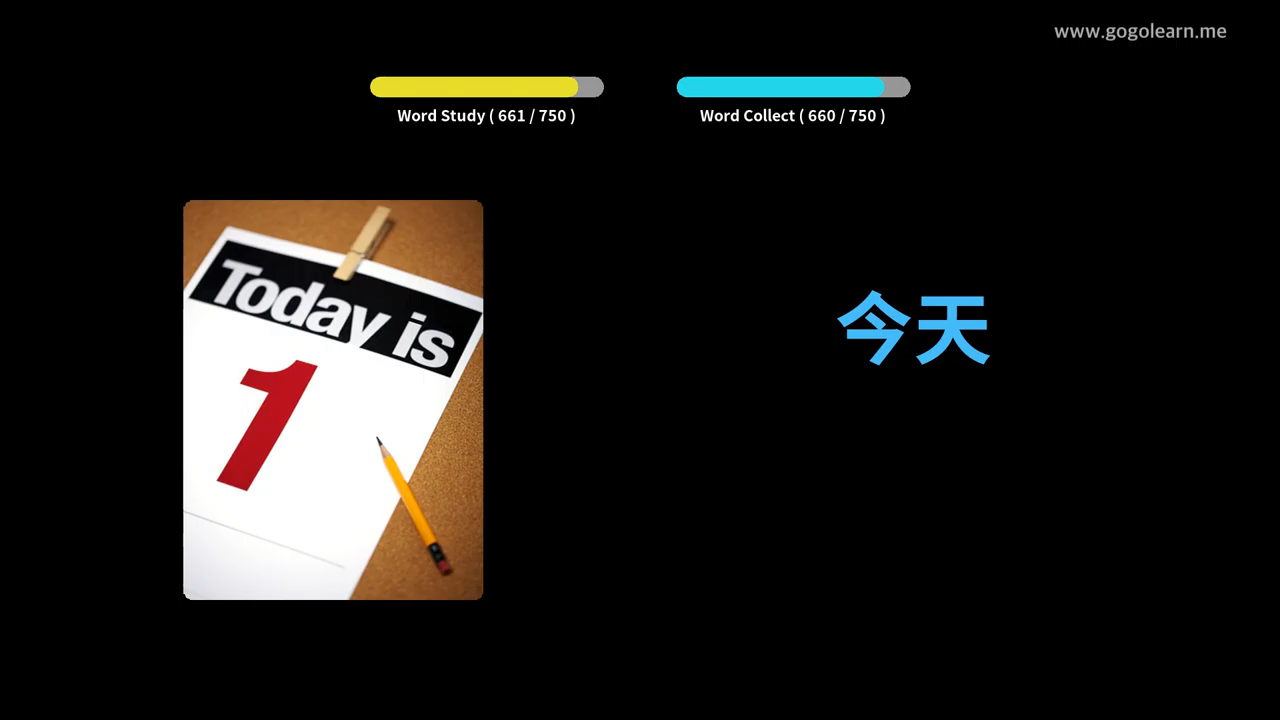 www.gogolearn.me
Word Study ( 661 / 750 )
Word Collect ( 660 / 750 )
Today is
1
今天